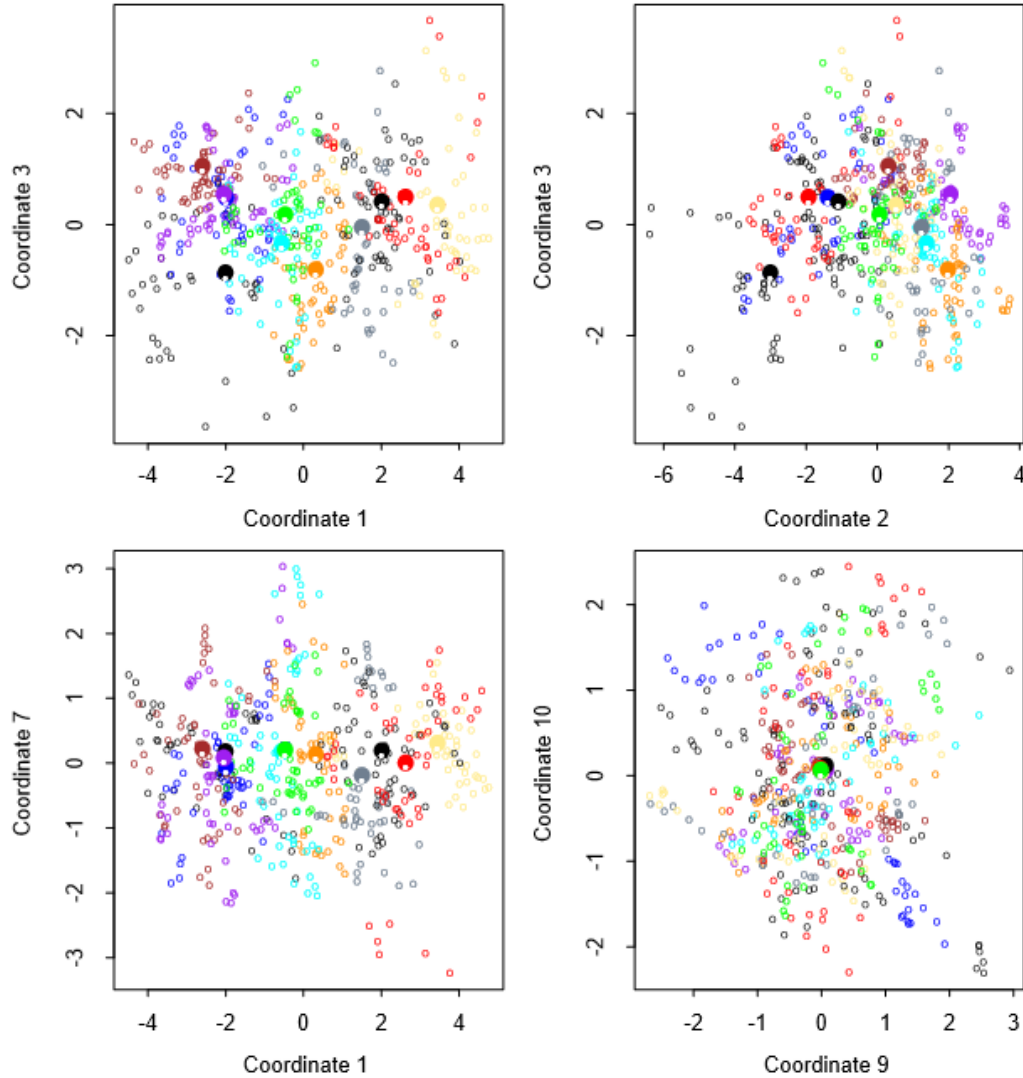 2
0
-2
Coordinate 3
-4 -2 0 2 4
Coordinate 1
2
0
-2
Coordinate 3
-6 -4 -2 0 2 4
Coordinate 2
3
2
1
0
-1
-2
-3
Coordinate 7
-4 -2 0 2 4
Coordinate 1
2
1
0
-1
-2
Coordinate 10
-2 -1 0 1 2 3
Coordinate 9